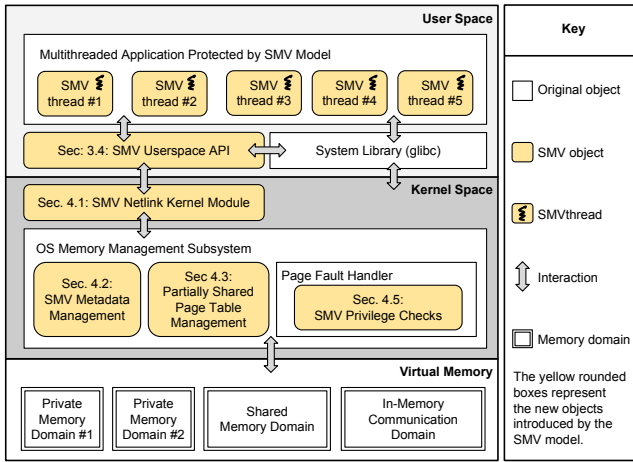 User Space
Multithreaded Application Protected by SMV Model
SMV
thread #1
SMV
thread #2
SMV
thread #3
SMV
thread #4
SMV
thread #5
Sec: 3.4: SMV Userspace API
System Library (glibc)
Kernel Space
Sec. 4.1: SMV Netlink Kernel Module
OS Memory Management Subsystem
Sec. 4.2:
SMV Metadata
Management
Sec 4.3:
Partially Shared
Page Table
Management
Page Fault Handler
Sec. 4.5:
SMV Privilege Checks
Virtual Memory
Private
Memory
Domain #1
Private
Memory
Domain #2
Shared
Memory Domain
In-Memory
Communication
Domain
Key
Original object
SMV object
SMVthread
Interaction
Memory domain
The yellow rounded
boxes represent
the new objects
introduced by the
SMV model.